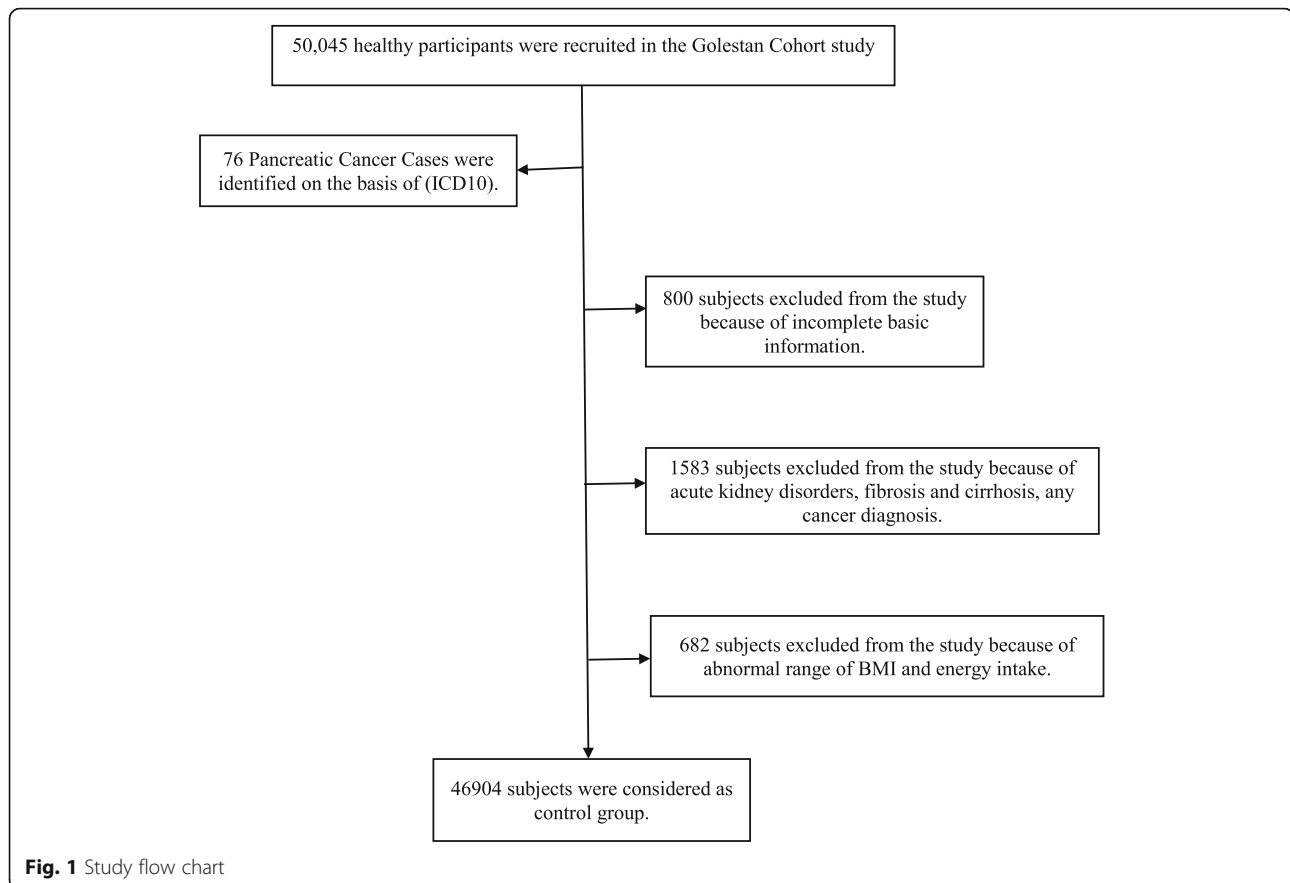 50,045 healthy participants were recruited in the Golestan Cohort study
76 Pancreatic Cancer Cases were
identified on the basis of (ICD10).
800 subjects excluded from the study
because of incomplete basic
information.
1583 subjects excluded from the study because of
acute kidney disorders, fibrosis and cirrhosis, any
cancer diagnosis.
682 subjects excluded from the study because of
abnormal range of BMI and energy intake.
46904 subjects were considered as
control group.
Fig. 1 Study flow chart